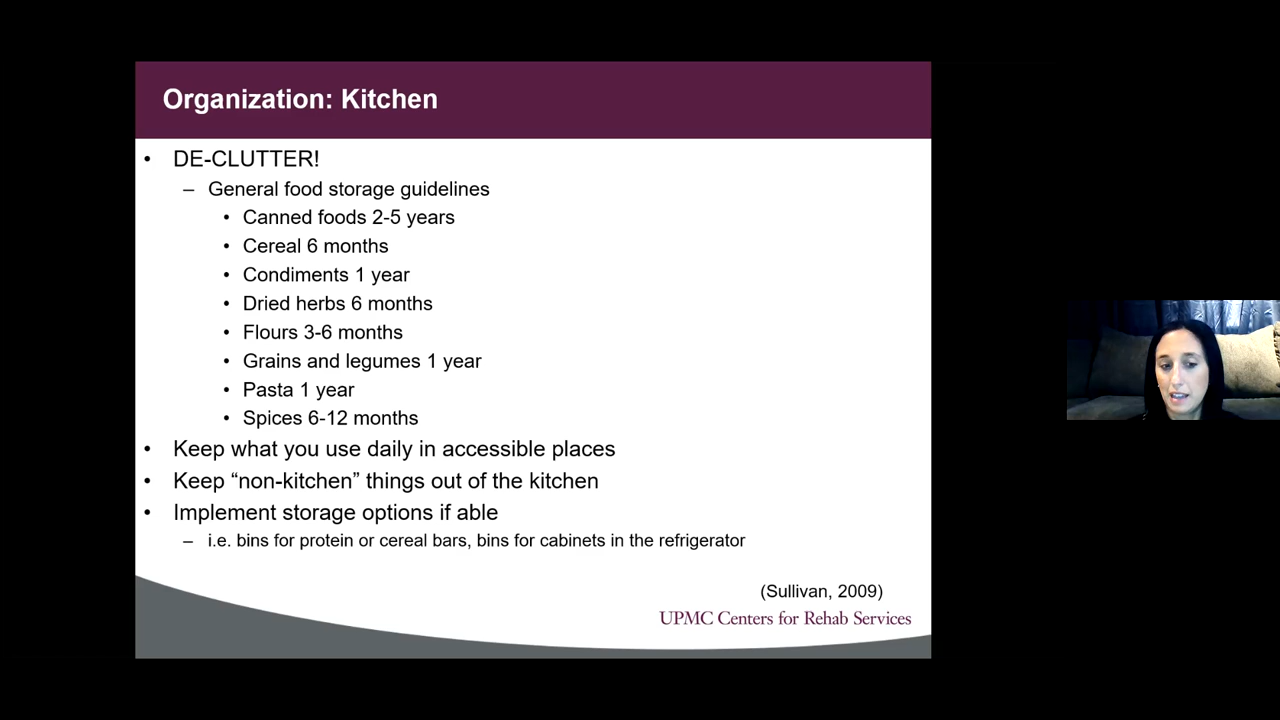 Organization: Kitchen
• DE-CLUTTER!
– General food storage guidelines
• Canned foods 2-5 years
• Cereal 6 months
• Condiments 1 year
• Dried herbs 6 months
• Flours 3-6 months
• Grains and legumes 1 year
• Pasta 1 year
• Spices 6-12 months
• Keep what you use daily in accessible places
• Keep “non-kitchen” things out of the kitchen
• Implement storage options if able
– i.e. bins for protein or cereal bars, bins for cabinets in the refrigerator
(Sullivan, 2009)
UPMC Centers for Rehab Services